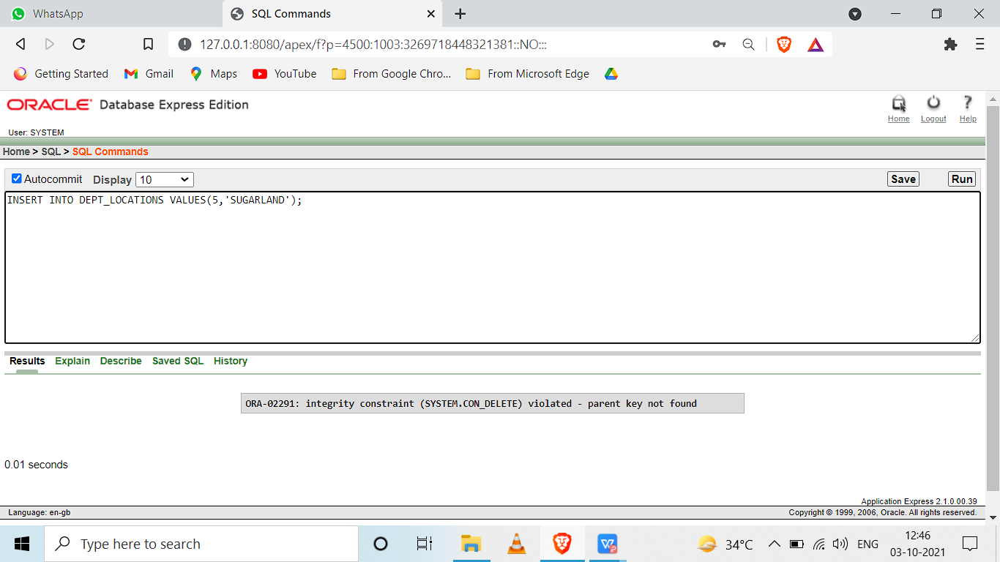 WhatsApp
SQL Commands
127.0.0.1:8080/apex/f?p=4500:1003:3269718448321381::NO:::
Getting Started
Gmail
Maps
YouTube
From Google Chro...
From Microsoft Edge
ORACLE Database Express Edition
Home
Logout
Help
User: SYSTEM
Home > SQL > SQL Commands
Autocommit Display 10
Save
Run
INSERT INTO DEPT_LOCATIONS VALUES(5,'SUGARLAND');
Results Explain Describe Saved SQL History
ORA-02291: integrity constraint (SYSTEM.CON_DELETE) violated - parent key not found
0.01 seconds
Application Express 2.1.0.00.39
Language: en-gb
Copyright © 1999, 2006, Oracle. All rights reserved.
Type here to search
34°C
ENG
12:46
03-10-2021